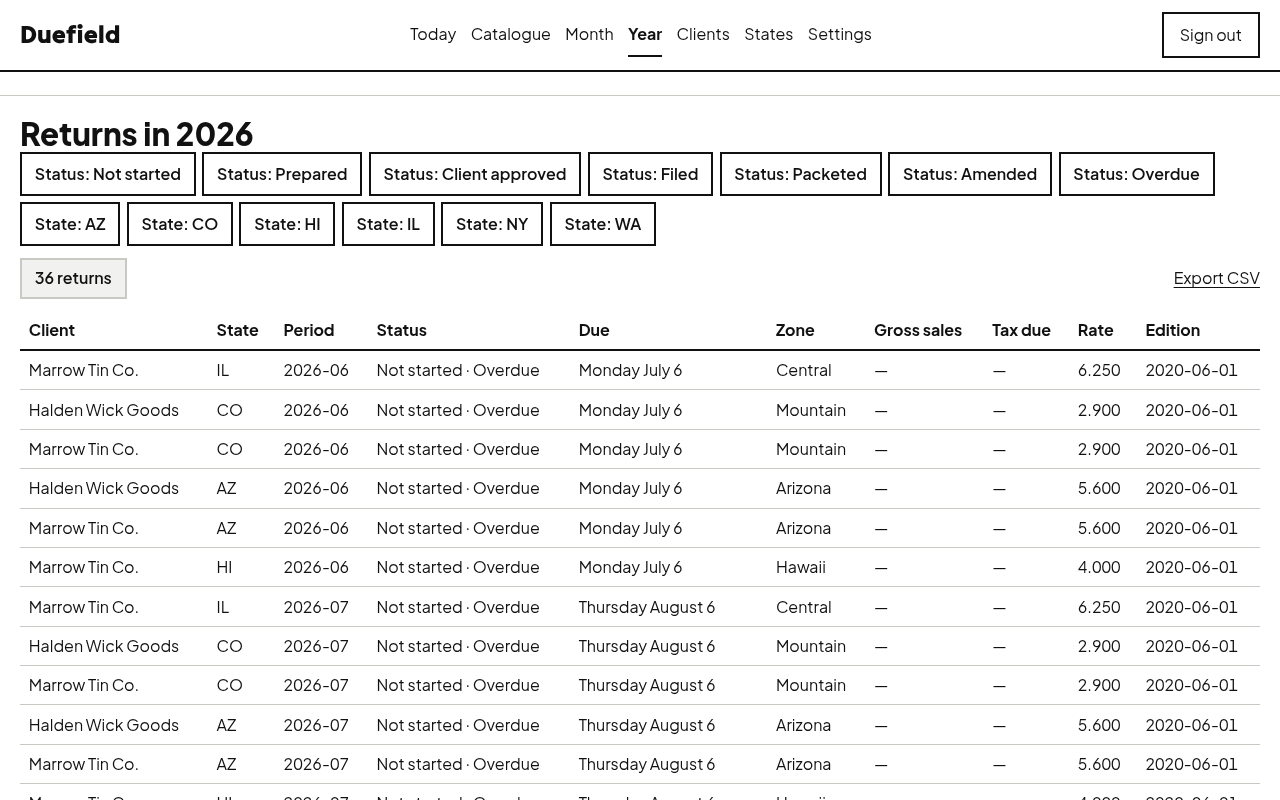 Duefield
Today Catalogue Month Year Clients States Settings
Sign out
Returns in 2026
Status: Not started Status: Prepared Status: Client approved Status: Filed Status: Packeted Status: Amended Status: Overdue
State: AZ State: CO State: HI State: IL State: NY State: WA
36 returns Export CSV
Client State Period Status Due Zone Gross sales Tax due Rate Edition
Marrow Tin Co. IL 2026-06 Not started · Overdue Monday July 6 Central — — 6.250 2020-06-01
Halden Wick Goods CO 2026-06 Not started · Overdue Monday July 6 Mountain — — 2.900 2020-06-01
Marrow Tin Co. CO 2026-06 Not started · Overdue Monday July 6 Mountain — — 2.900 2020-06-01
Halden Wick Goods AZ 2026-06 Not started · Overdue Monday July 6 Arizona — — 5.600 2020-06-01
Marrow Tin Co. AZ 2026-06 Not started · Overdue Monday July 6 Arizona — — 5.600 2020-06-01
Marrow Tin Co. HI 2026-06 Not started · Overdue Monday July 6 Hawaii — — 4.000 2020-06-01
Marrow Tin Co. IL 2026-07 Not started · Overdue Thursday August 6 Central — — 6.250 2020-06-01
Halden Wick Goods CO 2026-07 Not started · Overdue Thursday August 6 Mountain — — 2.900 2020-06-01
Marrow Tin Co. CO 2026-07 Not started · Overdue Thursday August 6 Mountain — — 2.900 2020-06-01
Halden Wick Goods AZ 2026-07 Not started · Overdue Thursday August 6 Arizona — — 5.600 2020-06-01
Marrow Tin Co. AZ 2026-07 Not started · Overdue Thursday August 6 Arizona — — 5.600 2020-06-01